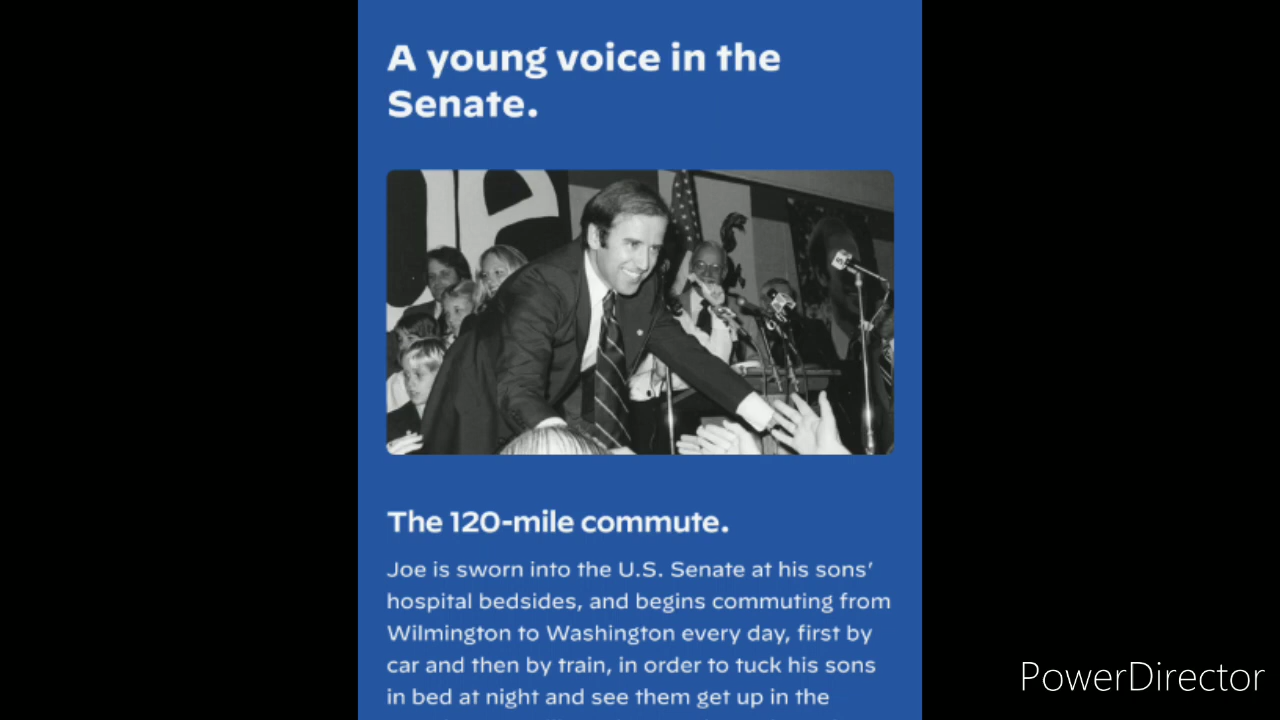 A young voice in the
Senate.
The 120-mile commute.
Joe is sworn into the U.S. Senate at his sons’
hospital bedsides, and begins commuting from
Wilmington to Washington every day, first by
car and then by train, in order to tuck his sons
in bed at night and see them get up in the
PowerDirector